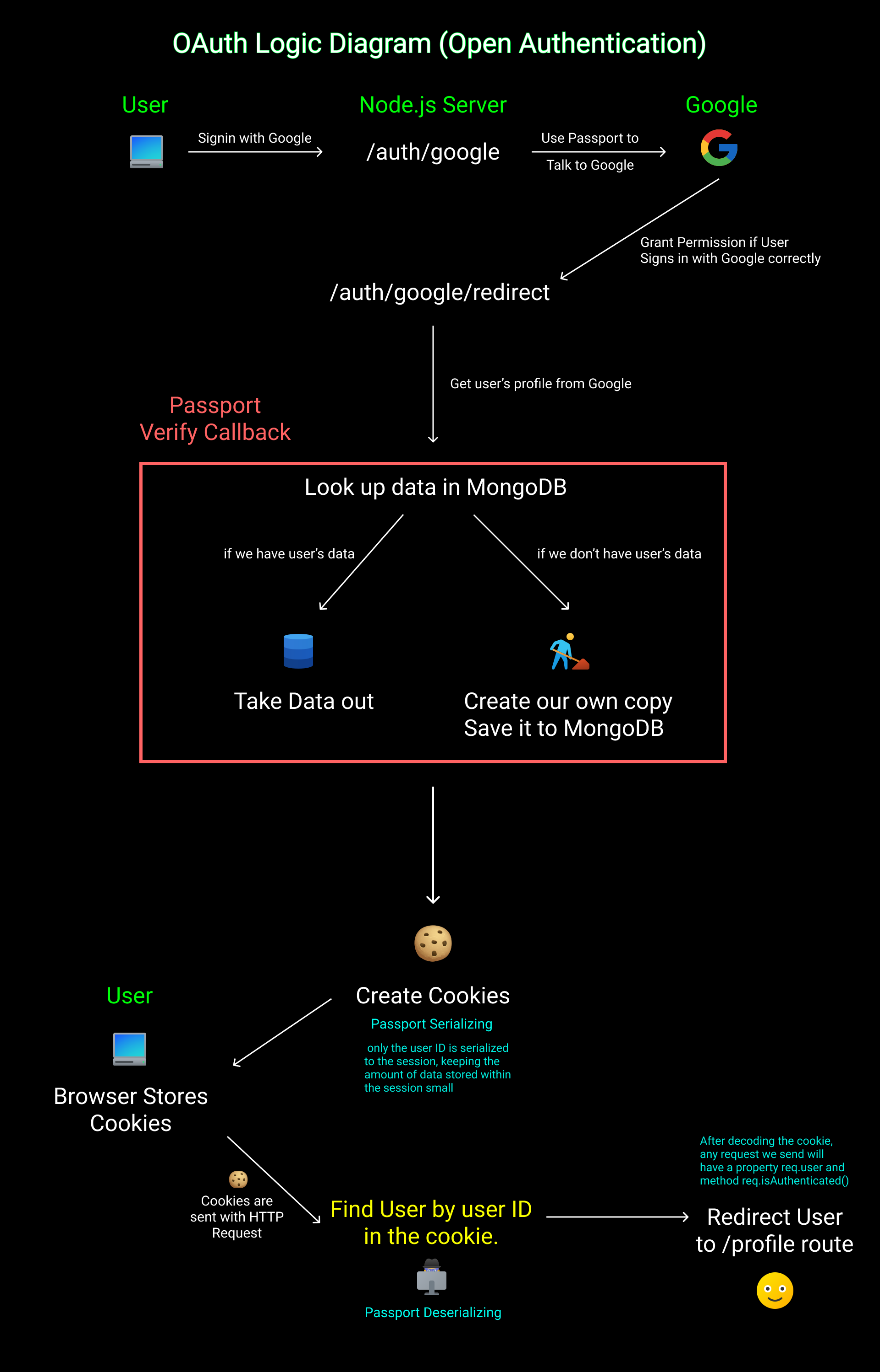 OAuth Logic Diagram (Open Authentication)
User
Node.js Server
Google
Signin with Google
/auth/google
Use Passport to
Talk to Google
Grant Permission if User
Signs in with Google correctly
/auth/google/redirect
Get user's profile from Google
Passport
Verify Callback
Look up data in MongoDB
if we have user's data
if we don't have user's data
Take Data out
Create our own copy
Save it to MongoDB
Create Cookies
Passport Serializing
only the user ID is serialized
to the session, keeping the
amount of data stored within
the session small
User
Browser Stores
Cookies
Cookies are
sent with HTTP
Request
Find User by user ID
in the cookie.
Passport Deserializing
After decoding the cookie,
any request we send will
have a property req.user and
method req.isAuthenticated()
Redirect User
to /profile route